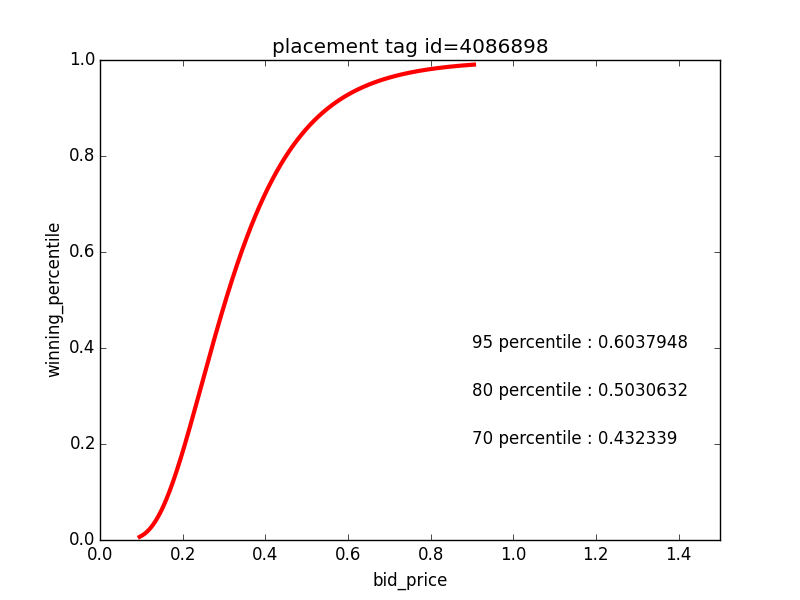 placement tag id=4086898
1.0
0.8
0.6
0.4
0.2
0.0
winning_percentile
95 percentile : 0.6037948
80 percentile : 0.5030632
70 percentile : 0.432339
0.0 0.2 0.4 0.6 0.8 1.0 1.2 1.4
bid_price